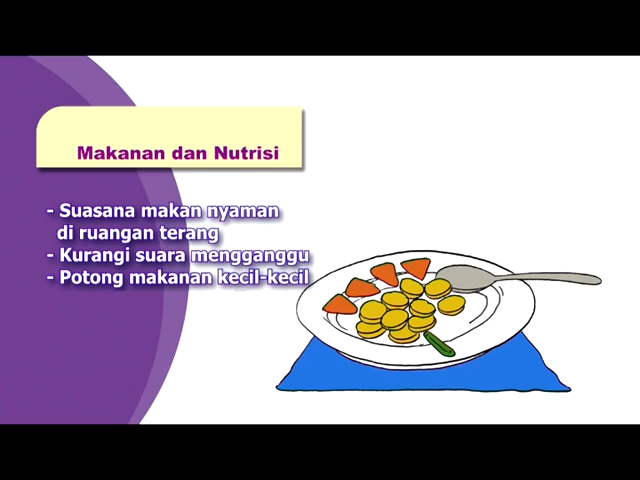 Makanan dan Nutrisi
- Suasana makan nyaman
di ruangan terang
- Kurangi suara mengganggu
- Potong makanan kecil-kecil